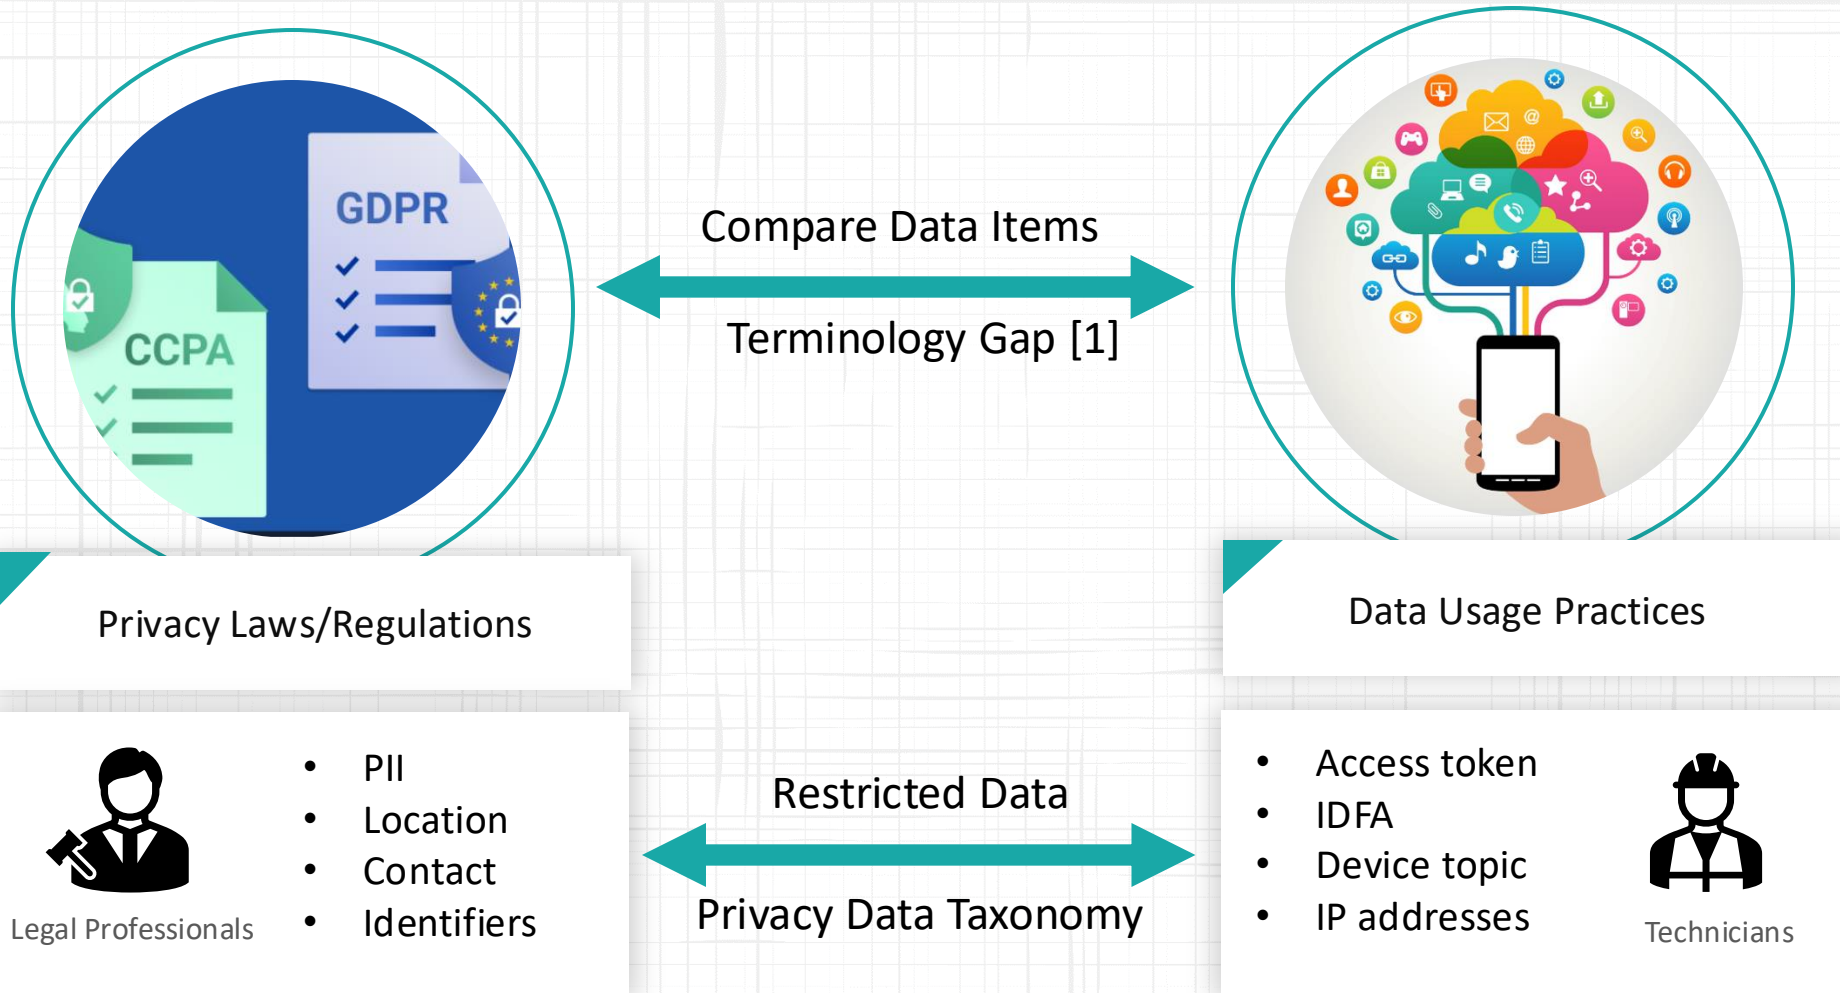 GDPR
CCPA
Compare Data Items
Terminology Gap [1]
@
Privacy Laws/Regulations
Data Usage Practices
Legal Professionals
• PII
• Location
• Contact
• Identifiers
Restricted Data
Privacy Data Taxonomy
• Access token
• IDFA
• Device topic
• IP addresses
Technicians